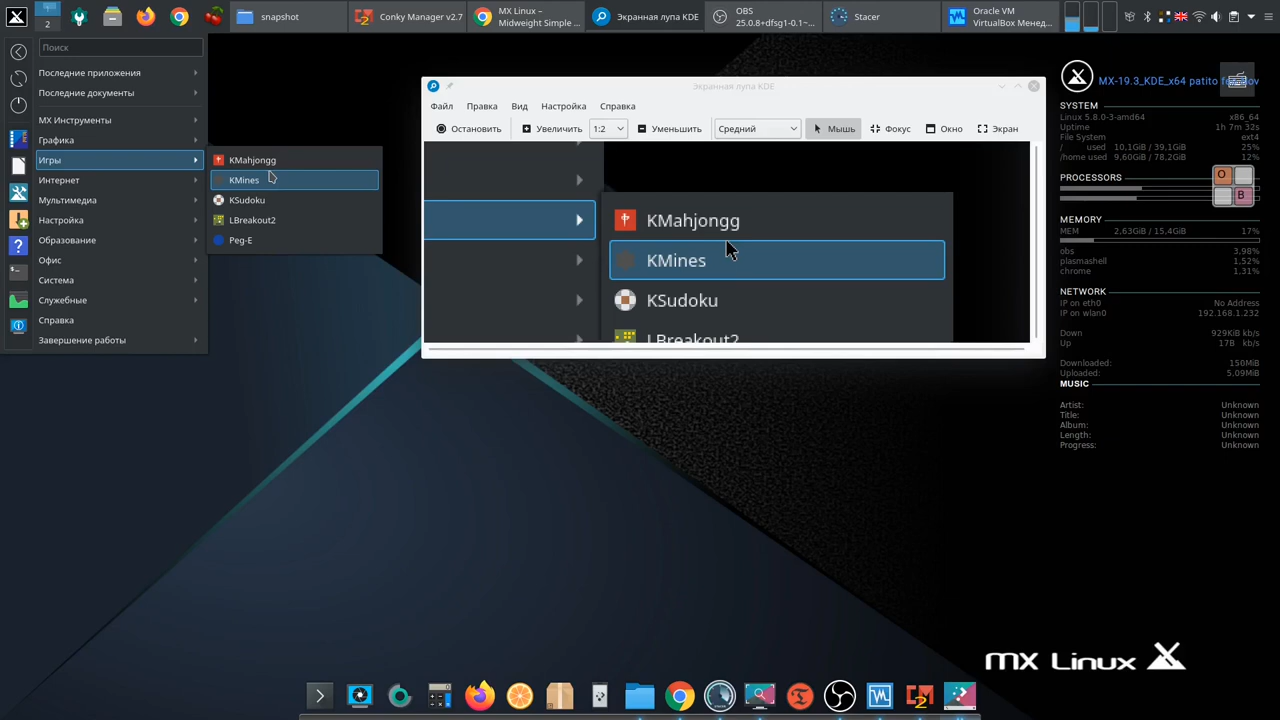 2
snapshot
Conky Manager v2.7
MX Linux –
Midweight Simple ...
Экранная лупа KDE
OBS
25.0.8+dfsg1-0.1~...
Stacer
Oracle VM
VirtualBox Менед...
Поиск
Последние приложения
Последние документы
MX Инструменты
Графика
Игры
Интернет
Мультимедиа
Настройка
Образование
Офис
Система
Служебные
Справка
Завершение работы
KMahjongg
KMines
KSudoku
LBreakout2
Peg-E
Экранная лупа KDE
Файл Правка Вид Настройка Справка
Остановить Увеличить 1:2 Уменьшить Средний Мышь Фокус Окно Экран
KMahjongg
KMines
KSudoku
LBreakout2
MX-19.3_KDE_x64 patito
SYSTEM
Linux 5.8.0-3-amd64 x86_64
Uptime 1h 7m 32s
File System ext4
/ used 10,1GiB / 39,1GiB 25%
/home used 9,60GiB / 78,2GiB 12%
PROCESSORS
O
B
MEMORY
MEM 2,63GiB / 15,4GiB 17%
obs 3,98%
plasmashell 1,52%
chrome 1,31%
NETWORK
IP on eth0 No Address
IP on wlan0 192.168.1.232
Down 929KiB kb/s
Up 17B kb/s
Downloaded: 150MiB
Uploaded: 5,09MiB
MUSIC
Artist: Unknown
Title: Unknown
Album: Unknown
Length: Unknown
Progress: Unknown
MX Linux